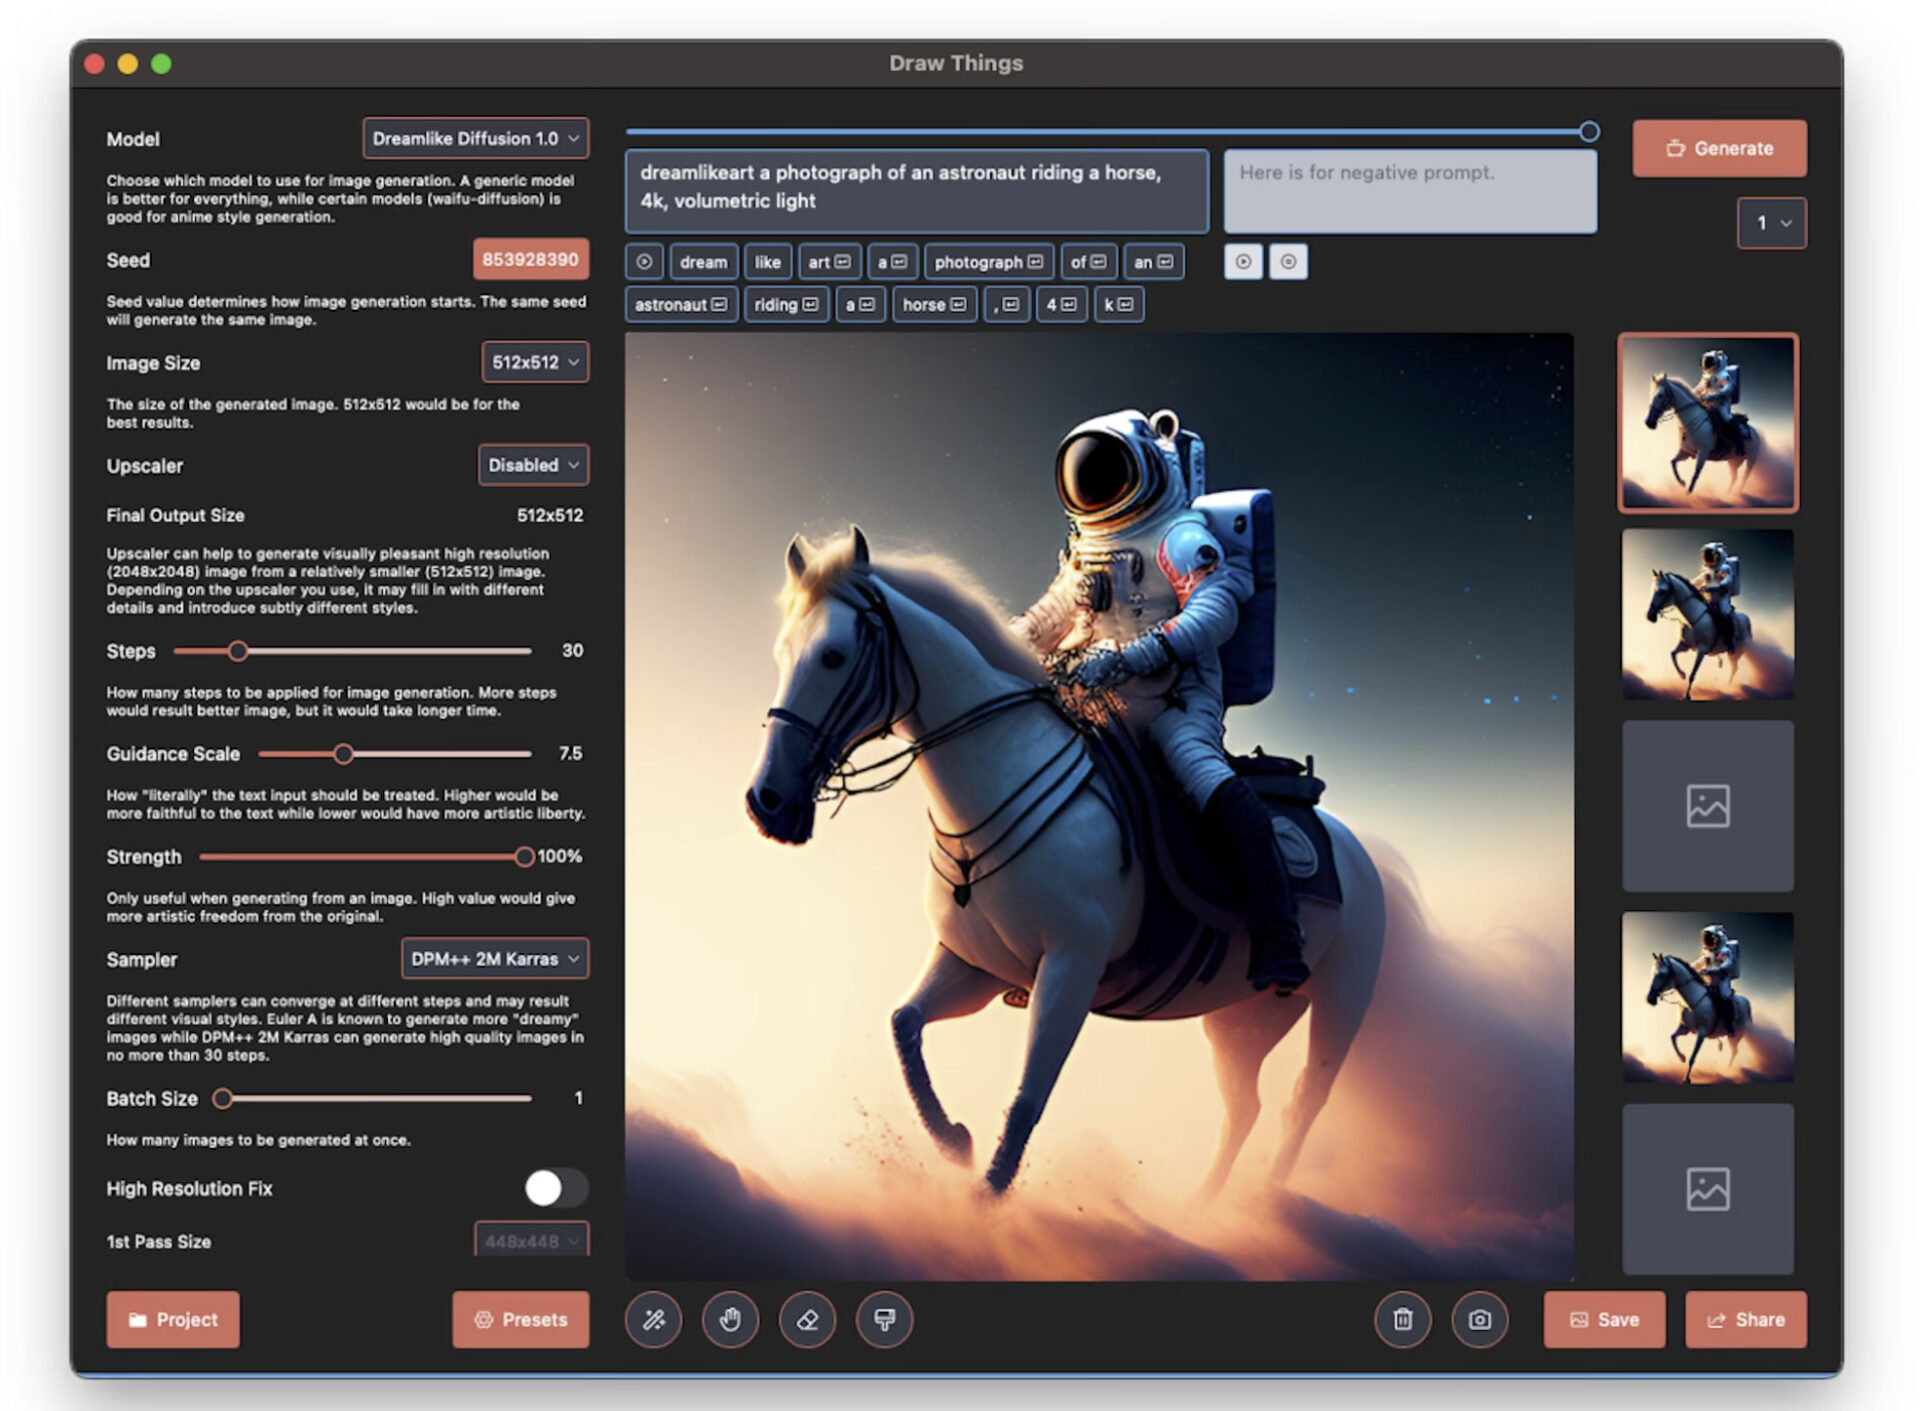 Draw Things
Model
Dreamlike Diffusion 1.0
Choose which model to use for image generation. A generic model
is better for everything, while certain models (waifu-diffusion) is
good for anime style generation.
Seed
853928390
Seed value determines how image generation starts. The same seed
will generate the same image.
Image Size
512x512
The size of the generated image. 512x512 would be for the
best results.
Upscaler
Disabled
Final Output Size
512x512
Upscaler can help to generate visually pleasant high resolution
(2048x2048) image from a relatively smaller (512x512) image.
Depending on the upscaler you use, it may fill in with different
details and introduce subtly different styles.
Steps
30
How many steps to be applied for image generation. More steps
would result better image, but it would take longer time.
Guidance Scale
7.5
How "literally" the text input should be treated. Higher would be
more faithful to the text while lower would have more artistic liberty.
Strength
100%
Only useful when generating from an image. High value would give
more artistic freedom from the original.
Sampler
DPM++ 2M Karras
Different samplers can converge at different steps and may result
different visual styles. Euler A is known to generate more "dreamy"
images while DPM++ 2M Karras can generate high quality images in
no more than 30 steps.
Batch Size
1
How many images to be generated at once.
High Resolution Fix
1st Pass Size
448x448
Project
Presets
dreamlikeart a photograph of an astronaut riding a horse,
4k, volumetric light
Here is for negative prompt.
Generate
1
dream like art a photograph of an
astronaut riding a horse , 4 k
Save
Share